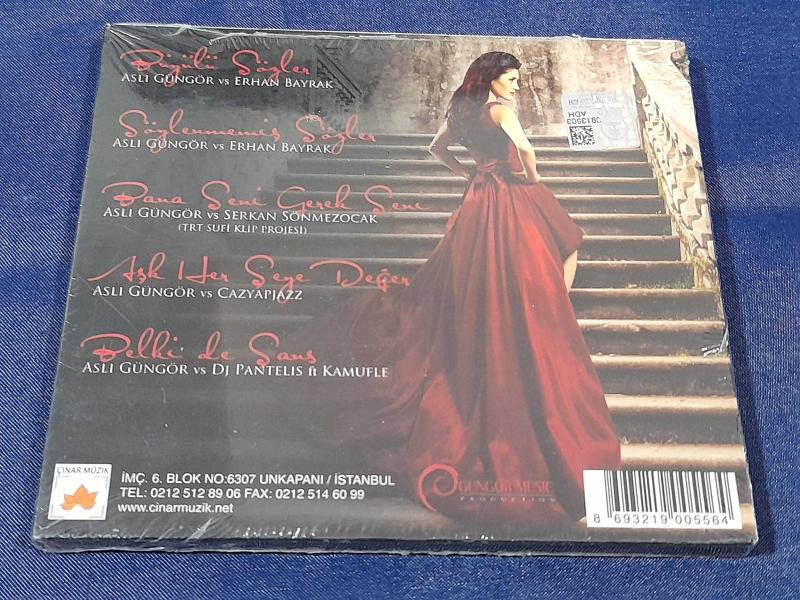 Büyülü Sözler
ASLI GÜNGÖR VS ERHAN BAYRAK
Söylenmemiş Sözler
ASLI GÜNGÖR VS ERHAN BAYRAK
Bana Seni Gerek Seni
ASLI GÜNGÖR VS SERKAN SÖNMEZOCAK
(TRT SUFİ KLİP PROJESİ)
Aşk Her Şeye Değer
ASLI GÜNGÖR VS CAZYAPJAZZ
Belki de Şans
ASLI GÜNGÖR VS DJ PANTELIS ft KAMUFLE
ÇINAR MÜZİK
İMÇ. 6. BLOK NO:6307 UNKAPANI / İSTANBUL
TEL: 0212 512 89 06 FAX: 0212 514 60 99
www.cinarmuzik.net
GÜNGÖR MUSIC
PRODUCTION
8 693219 005564
ADH
3913503